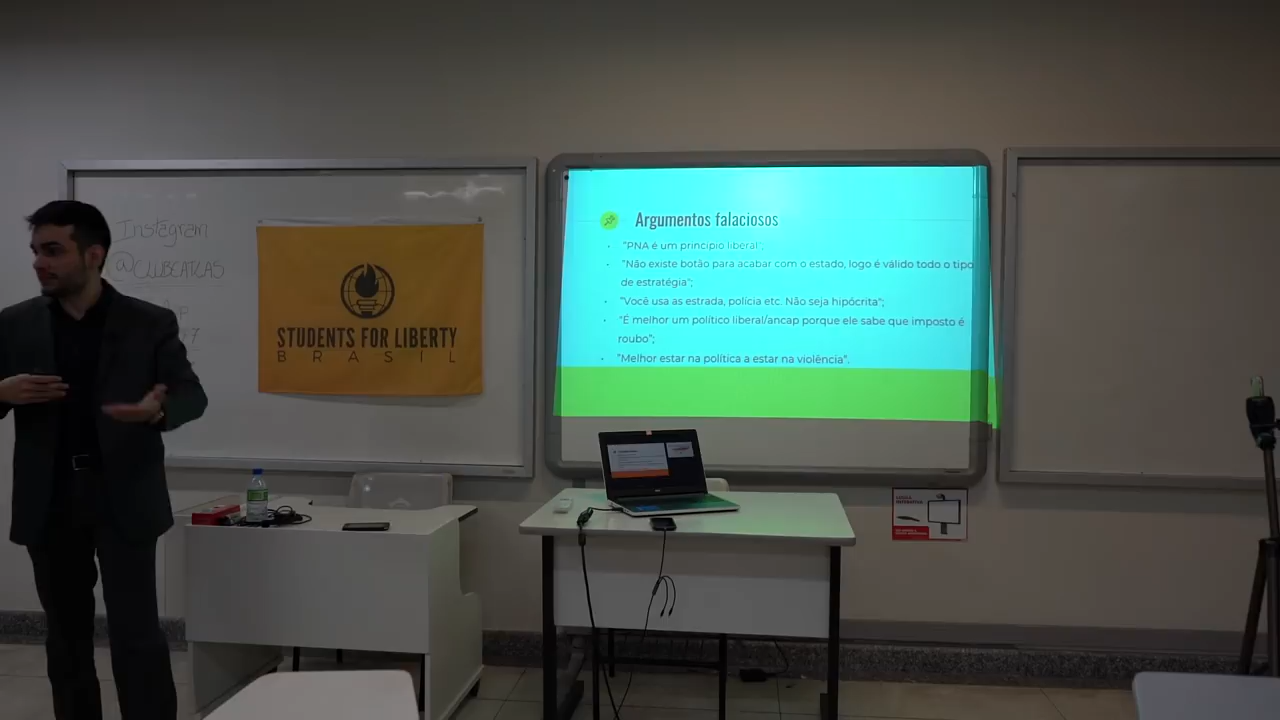 Instagram
@CLUBEATLAS
STUDENTS FOR LIBERTY
BRASIL
Argumentos falaciosos
"PNA é um princípio liberal";
"Não existe botão para acabar com o estado, logo é válido todo o tipo
de estratégia";
"Você usa as estrada, polícia etc. Não seja hipócrita";
"É melhor um político liberal/ancap porque ele sabe que imposto é
roubo";
"Melhor estar na política a estar na violência".